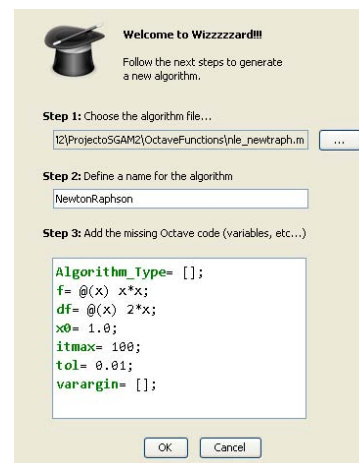 Welcome to Wizzzzzard!!!
Follow the next steps to generate
a new algorithm.
Step 1: Choose the algorithm file...
12\ProjectoSGAM2\OctaveFunctions\nle_newtraph.m
...
Step 2: Define a name for the algorithm
NewtonRaphson
Step 3: Add the missing Octave code (variables, etc...)
Algorithm_Type= [];
f= @(x) x*x;
df= @(x) 2*x;
x0= 1.0;
itmax= 100;
tol= 0.01;
varargin= [];
OK Cancel